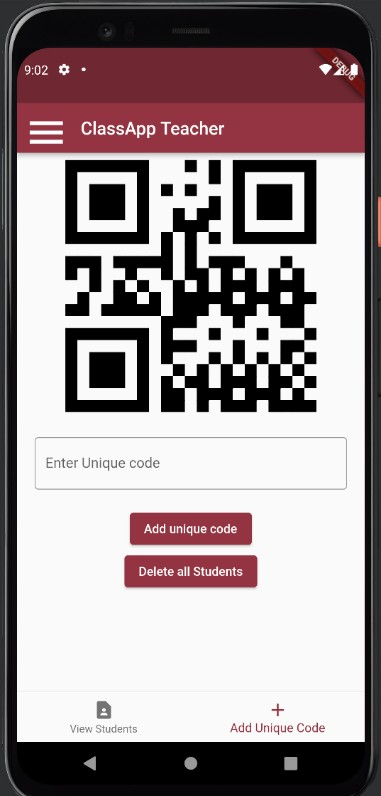 9:02
DEBUG
ClassApp Teacher
Enter Unique code
Add unique code
Delete all Students
View Students
Add Unique Code